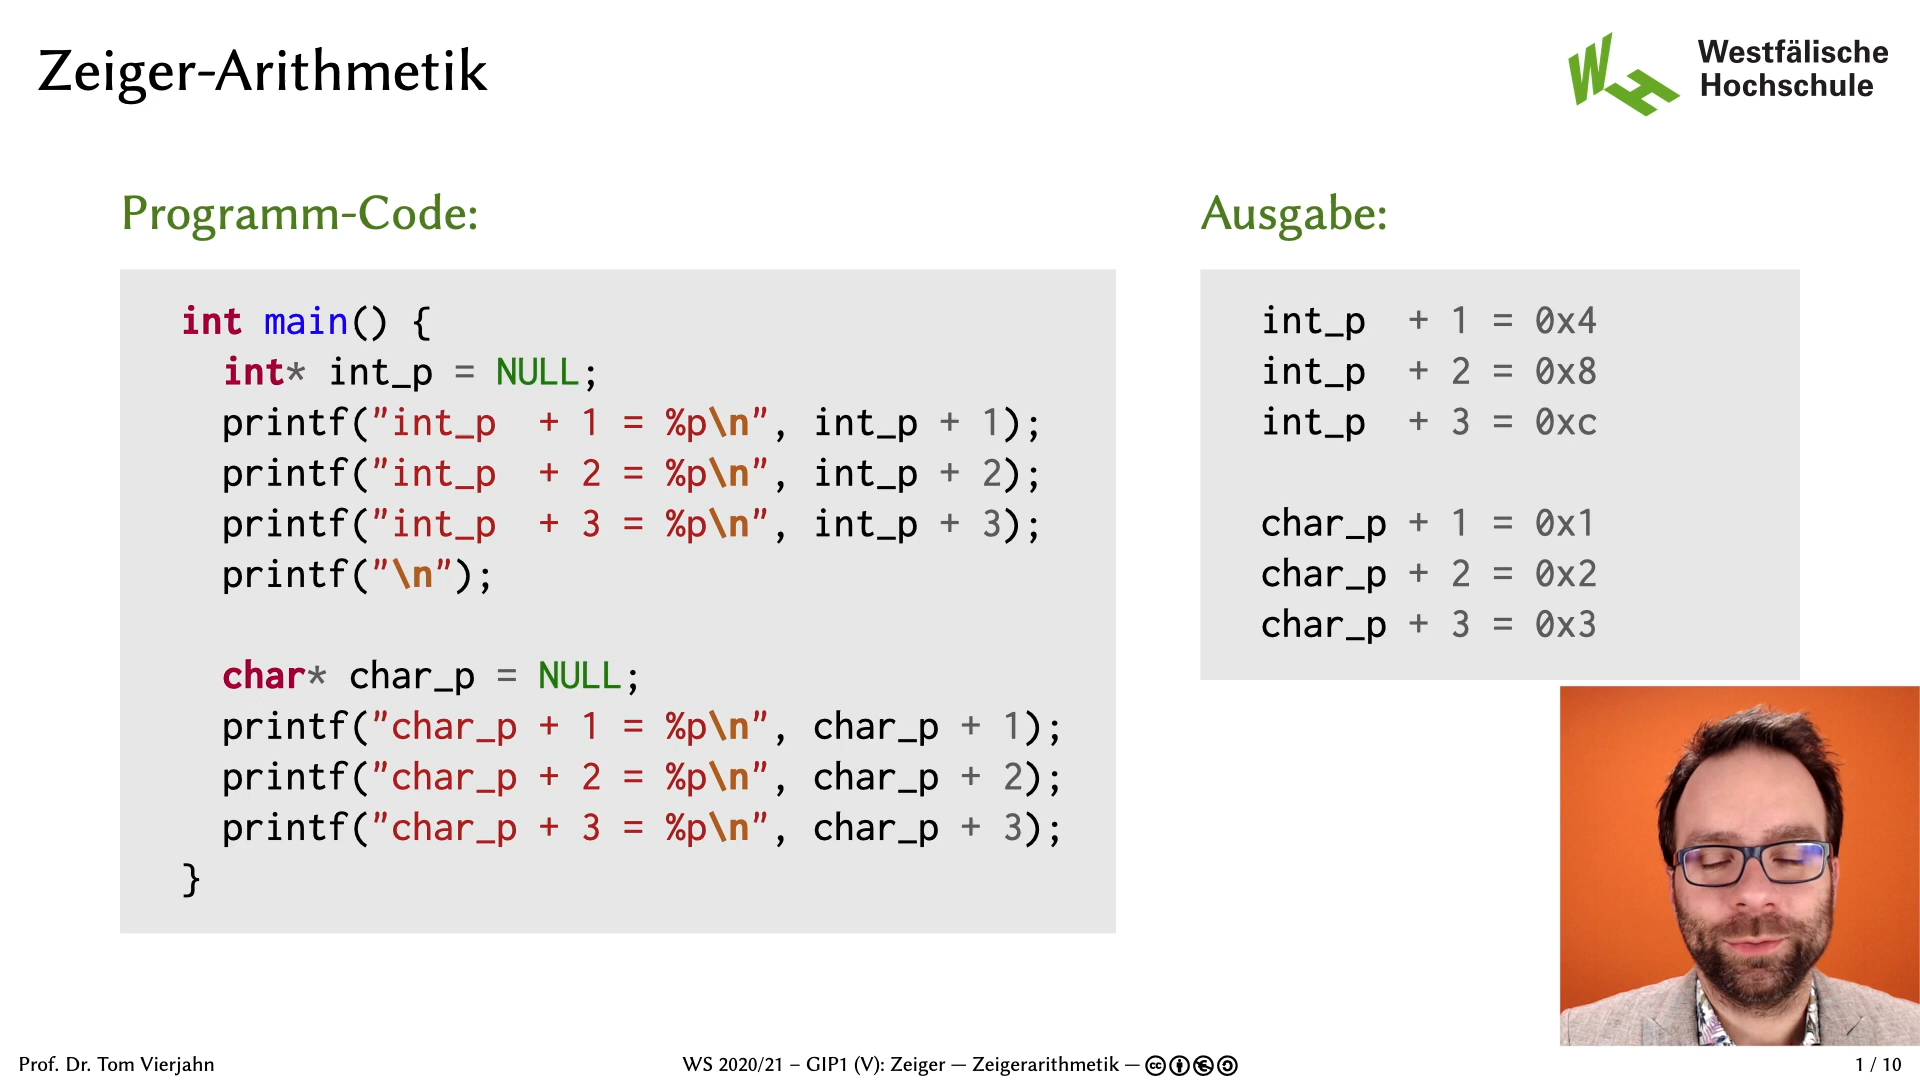 Zeiger-Arithmetik
Westfälische
Hochschule
Programm-Code:
int main() {
  int* int_p = NULL;
  printf("int_p  + 1 = %p\n", int_p + 1);
  printf("int_p  + 2 = %p\n", int_p + 2);
  printf("int_p  + 3 = %p\n", int_p + 3);
  printf("\n");
  char* char_p = NULL;
  printf("char_p + 1 = %p\n", char_p + 1);
  printf("char_p + 2 = %p\n", char_p + 2);
  printf("char_p + 3 = %p\n", char_p + 3);
}
Ausgabe:
int_p  + 1 = 0x4
int_p  + 2 = 0x8
int_p  + 3 = 0xc
char_p + 1 = 0x1
char_p + 2 = 0x2
char_p + 3 = 0x3
Prof. Dr. Tom Vierjahn
WS 2020/21 – GIP1 (V): Zeiger — Zeigerarithmetik —
1 / 10